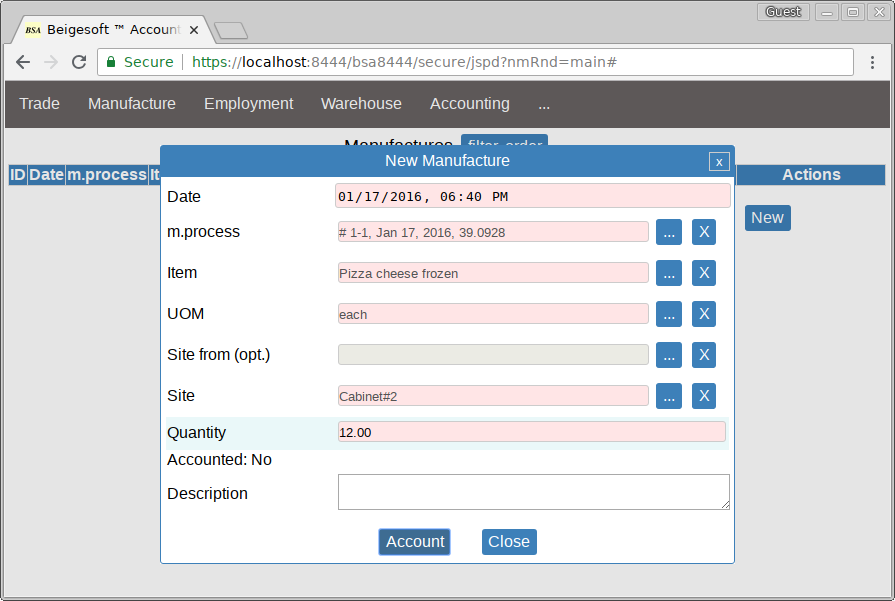 Guest
BSA Beigesoft ™ Account
Secure https://localhost:8444/bsa8444/secure/jspd?nmRnd=main#
Trade Manufacture Employment Warehouse Accounting ...
Manufactures filter-order
New Manufacture x
ID Date m.process It Actions
Date 01/17/2016, 06:40 PM
New
m.process # 1-1, Jan 17, 2016, 39.0928 ... X
Item Pizza cheese frozen ... X
UOM each ... X
Site from (opt.) ... X
Site Cabinet#2 ... X
Quantity 12.00
Accounted: No
Description
Account Close